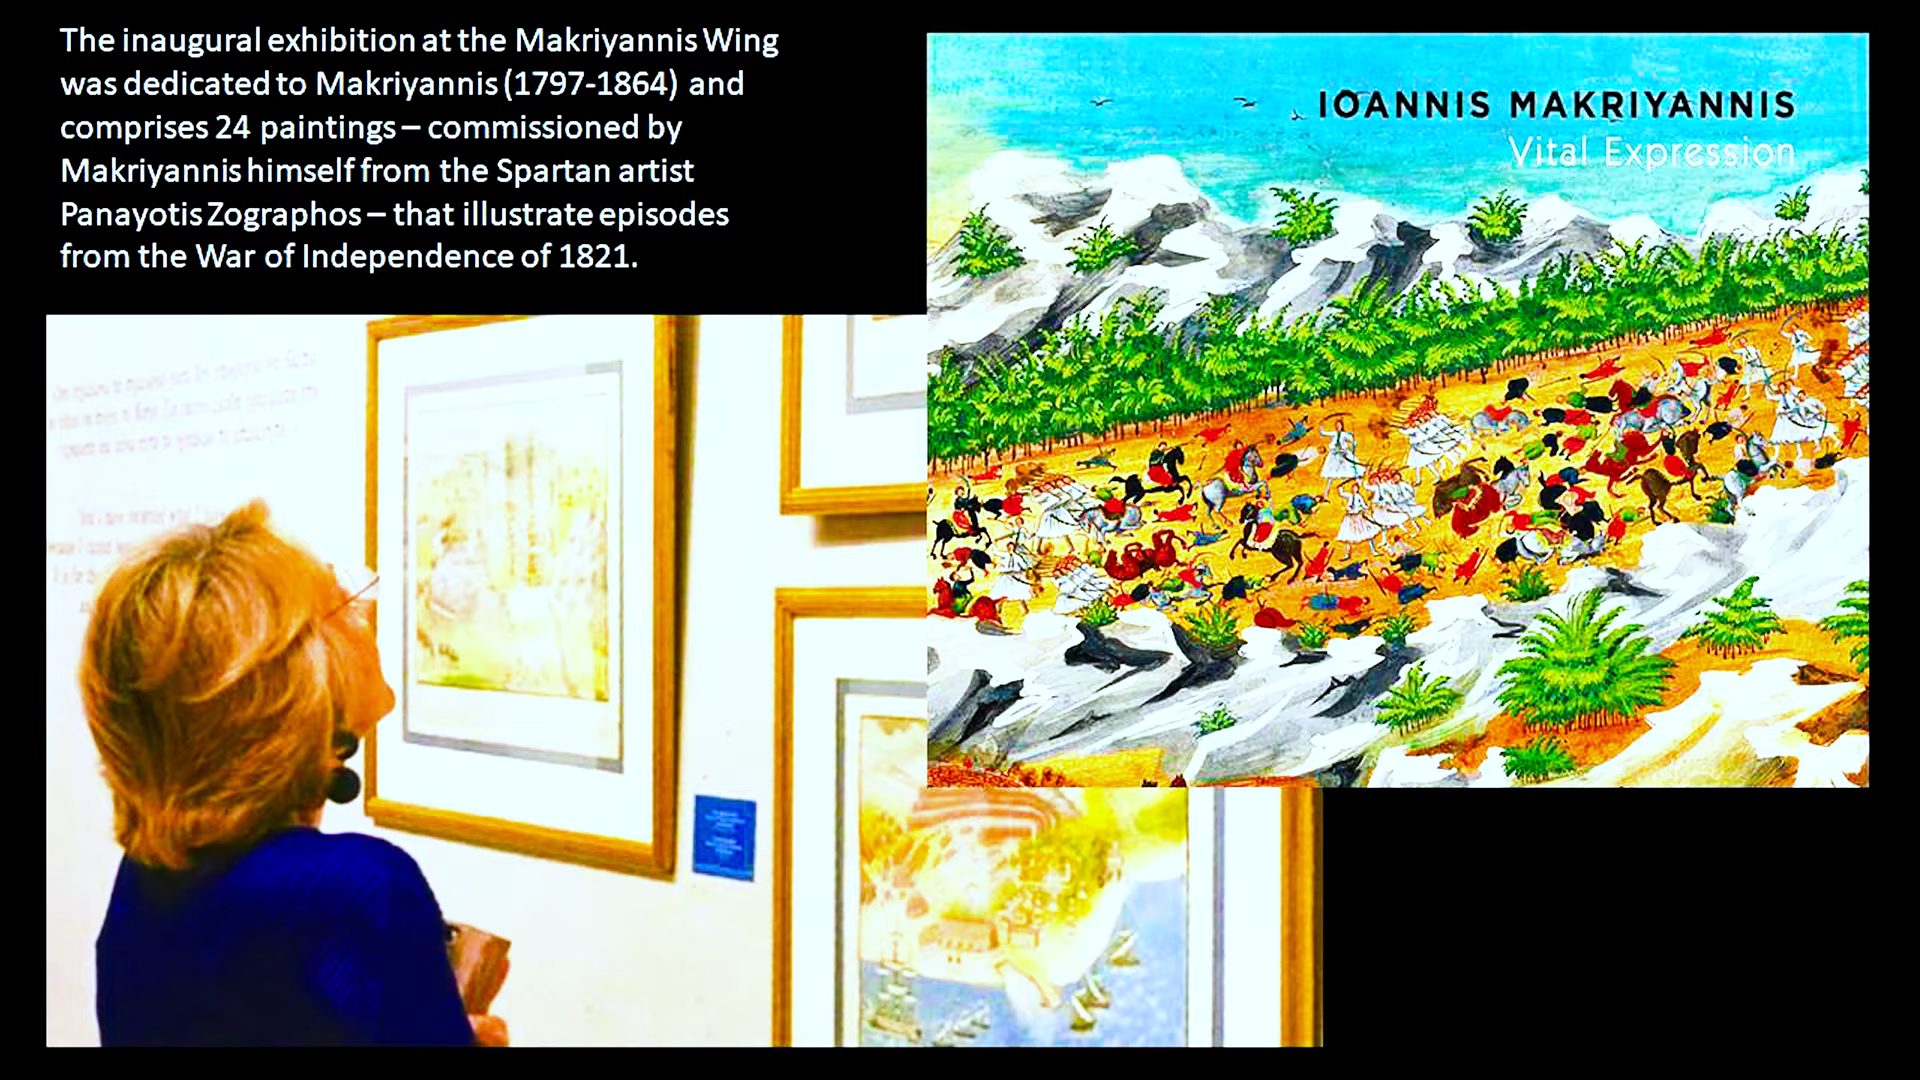 The inaugural exhibition at the Makriyannis Wing
was dedicated to Makriyannis (1797-1864) and
comprises 24 paintings – commissioned by
Makriyannis himself from the Spartan artist
Panayotis Zographos – that illustrate episodes
from the War of Independence of 1821.
IOANNIS MAKRIYANNIS
Vital Expression